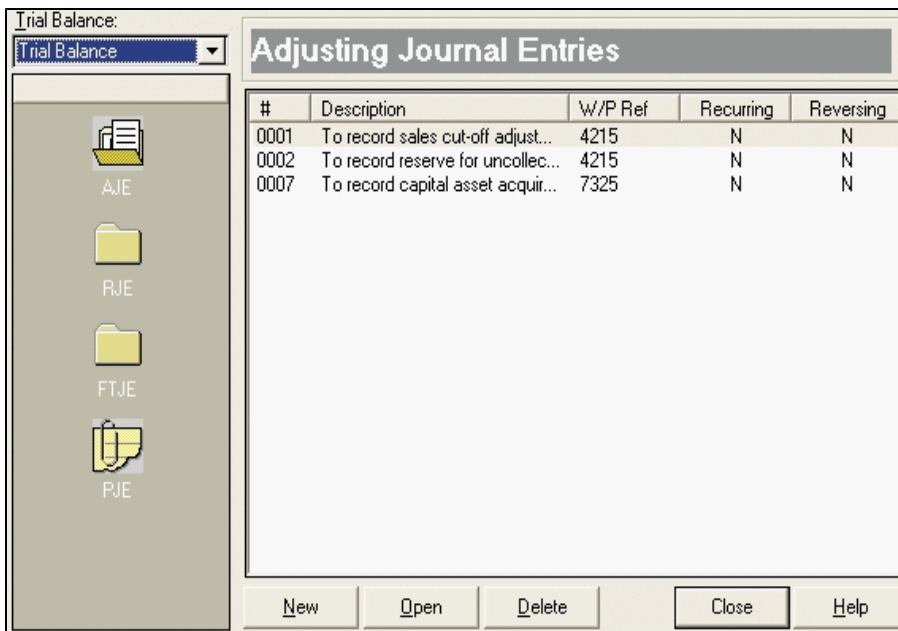 Trial Balance:
Trial Balance
Adjusting Journal Entries
# Description W/P Ref Recurring Reversing
0001 To record sales cut-off adjust... 4215 N N
0002 To record reserve for uncollec... 4215 N N
0007 To record capital asset acquir... 7325 N N
AJE
RJE
FTJE
PJE
New Open Delete Close Help